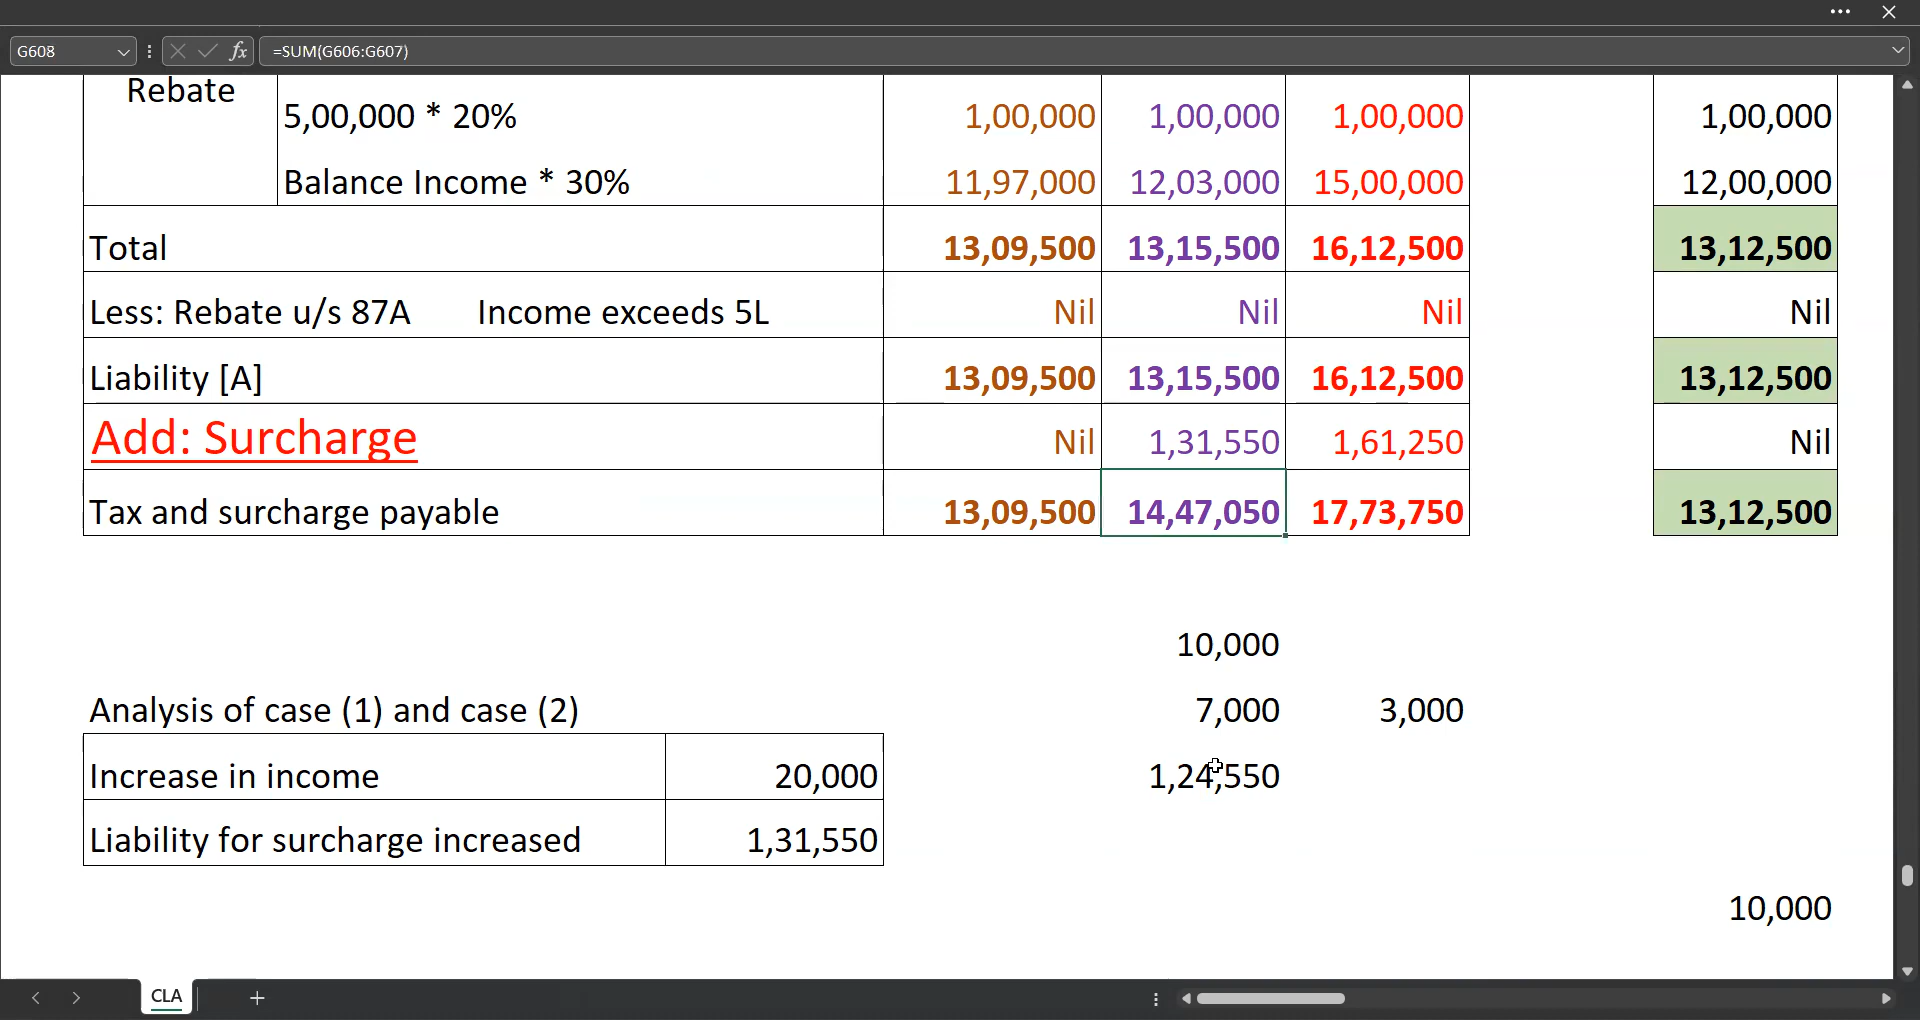 G608 fx =SUM(G606:G607)
Rebate
5,00,000 * 20% 1,00,000 1,00,000 1,00,000 1,00,000
Balance Income * 30% 11,97,000 12,03,000 15,00,000 12,00,000
Total 13,09,500 13,15,500 16,12,500 13,12,500
Less: Rebate u/s 87A Income exceeds 5L Nil Nil Nil Nil
Liability [A] 13,09,500 13,15,500 16,12,500 13,12,500
Add: Surcharge Nil 1,31,550 1,61,250 Nil
Tax and surcharge payable 13,09,500 14,47,050 17,73,750 13,12,500
10,000
Analysis of case (1) and case (2) 7,000 3,000
Increase in income 20,000 1,24,550
Liability for surcharge increased 1,31,550
10,000
CLA